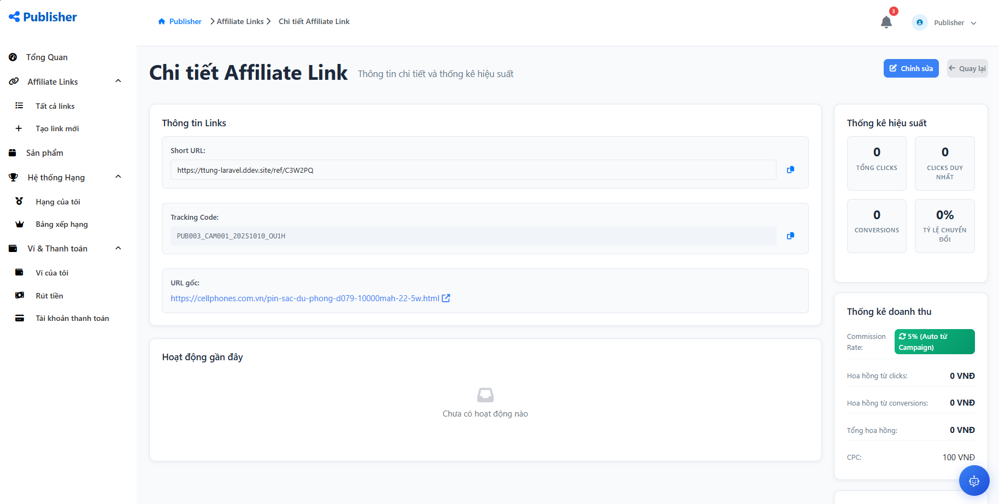 Publisher
Publisher
Affiliate Links
Chi tiết Affiliate Link
3
Publisher
Tổng Quan
Affiliate Links
Tất cả links
Tạo link mới
Sản phẩm
Hệ thống Hạng
Hạng của tôi
Bảng xếp hạng
Ví & Thanh toán
Ví của tôi
Rút tiền
Tài khoản thanh toán
Chi tiết Affiliate Link
Thông tin chi tiết và thống kê hiệu suất
Chỉnh sửa
Quay lại
Thông tin Links
Short URL:
https://ttung-laravel.ddev.site/ref/C3W2PQ
Tracking Code:
PUB003_CAM001_20251010_OU1H
URL gốc:
https://cellphones.com.vn/pin-sac-du-phong-d079-10000mah-22-5w.html
Hoạt động gần đây
Chưa có hoạt động nào
Thống kê hiệu suất
0
TỔNG CLICKS
0
CLICKS DUY
NHẤT
0
CONVERSIONS
0%
TỶ LỆ CHUYỂN
ĐỔI
Thống kê doanh thu
Commission
Rate:
5% (Auto từ
Campaign)
Hoa hồng từ clicks:
0 VNĐ
Hoa hồng từ conversions:
0 VNĐ
Tổng hoa hồng:
0 VNĐ
CPC:
100 VNĐ